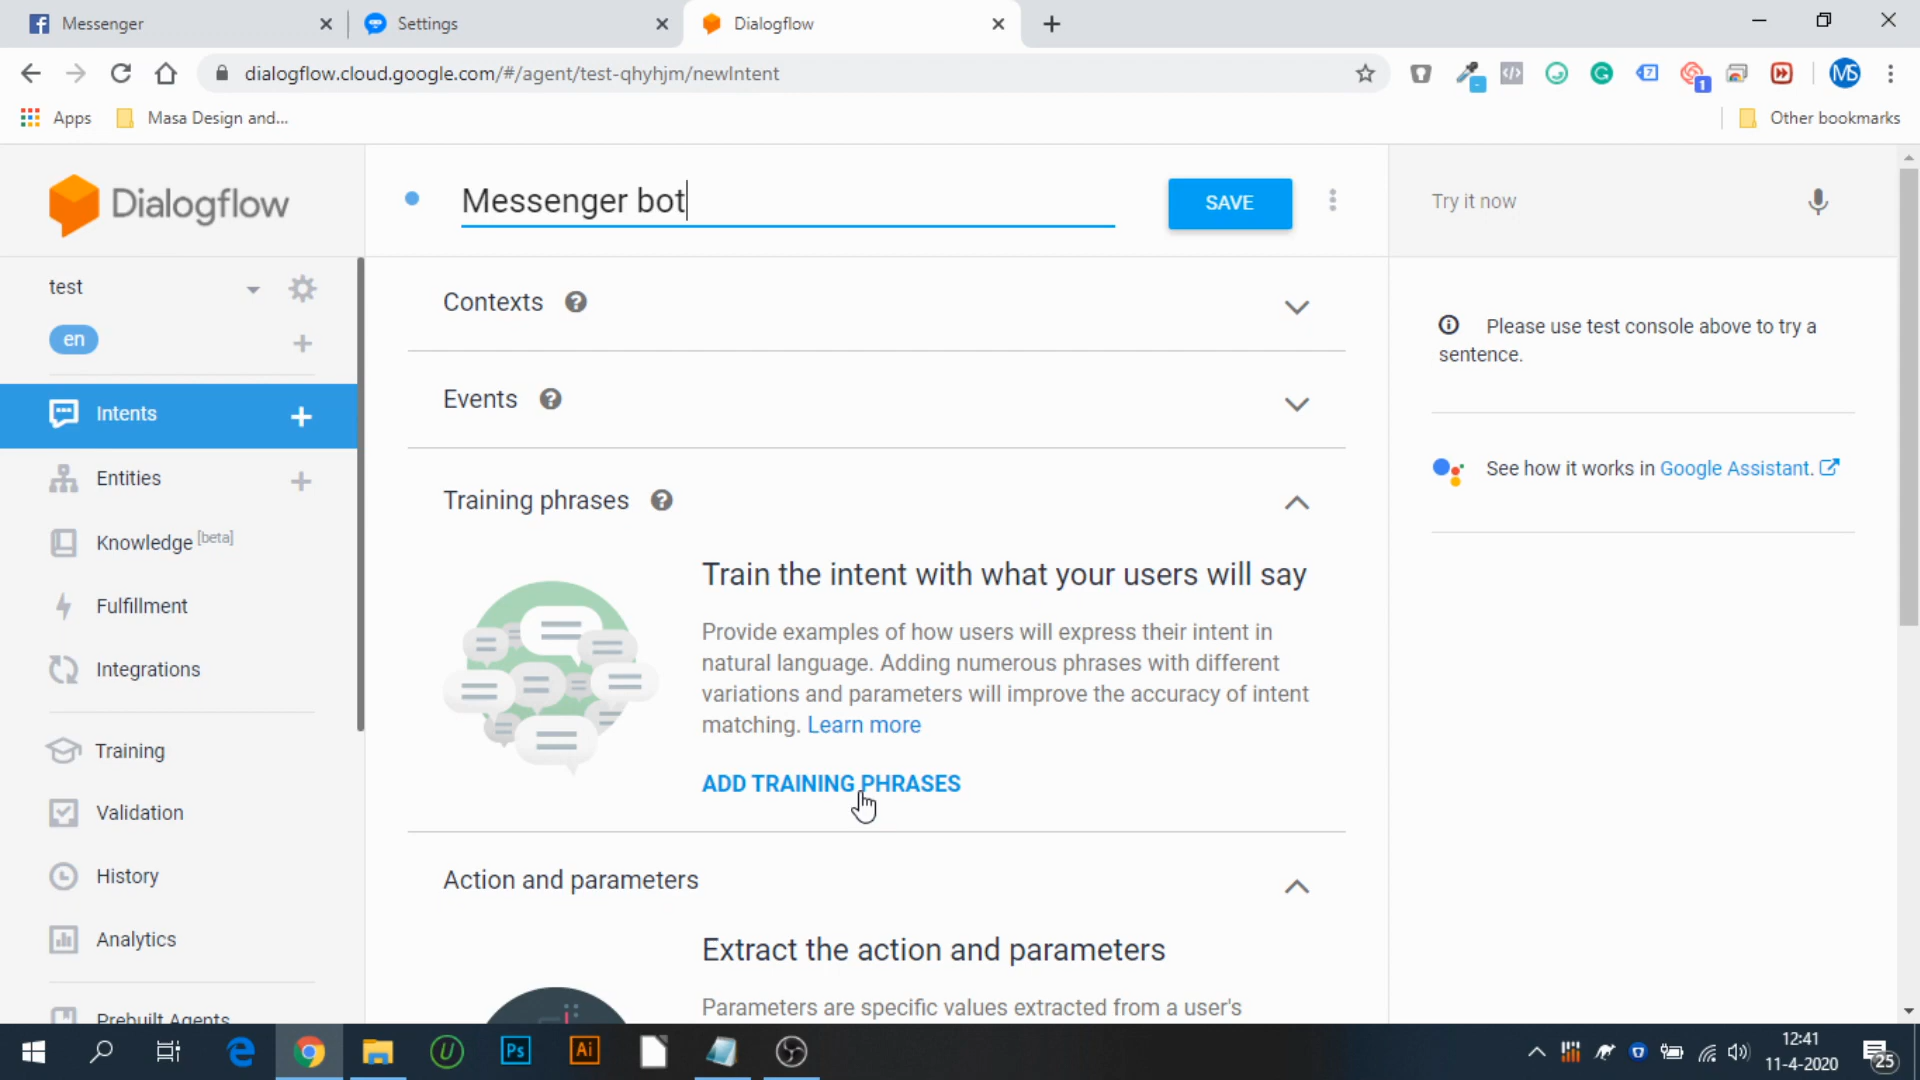 Messenger
Settings
Dialogflow
dialogflow.cloud.google.com/#/agent/test-qhyhjm/newIntent
7
1
MS
Apps
Masa Design and...
Other bookmarks
Dialogflow
Messenger bot
SAVE
Try it now
test
en
Intents
Entities
Knowledge [beta]
Fulfillment
Integrations
Training
Validation
History
Analytics
Prebuilt Agents
Contexts
Events
Training phrases
Train the intent with what your users will say
Provide examples of how users will express their intent in
natural language. Adding numerous phrases with different
variations and parameters will improve the accuracy of intent
matching. Learn more
ADD TRAINING PHRASES
Action and parameters
Extract the action and parameters
Parameters are specific values extracted from a user's
Please use test console above to try a
sentence.
See how it works in Google Assistant.
Ps
Ai
12:41
11-4-2020
25